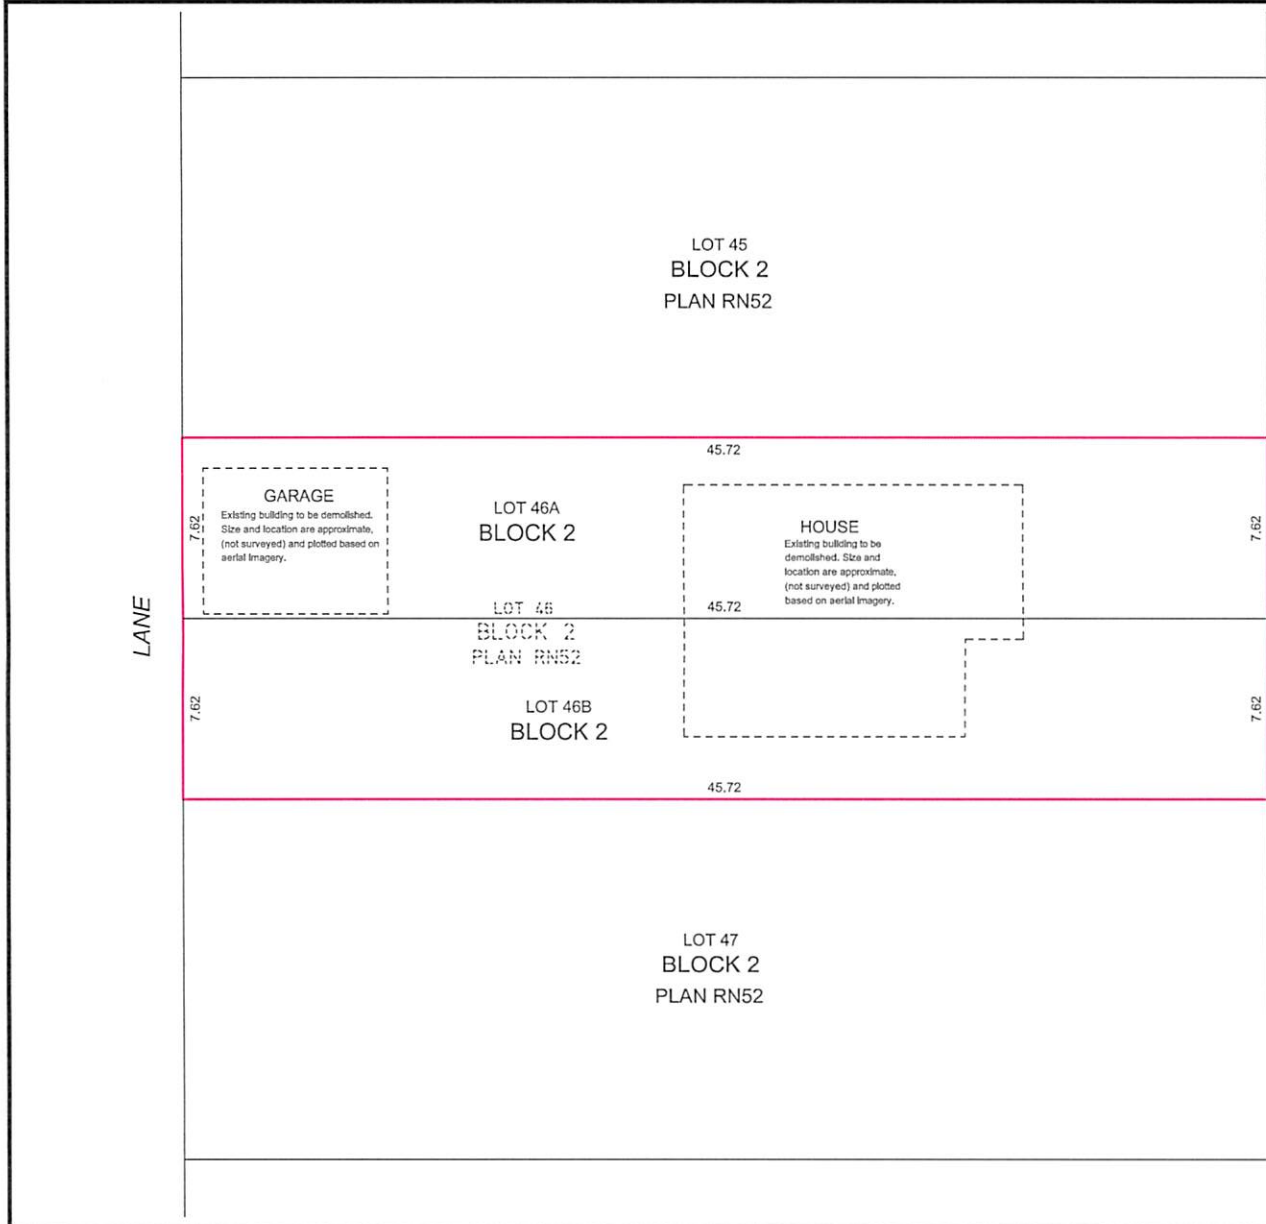 LOT 45
BLOCK 2
PLAN RN52
45.72
GARAGE
Existing building to be demolished.
Size and location are approximate,
(not surveyed) and plotted based on
aerial imagery.
7.62
LOT 46A
BLOCK 2
HOUSE
Existing building to be
demolished. Size and
location are approximate,
(not surveyed) and plotted
based on aerial imagery.
7.62
45.72
LANE
LOT 46
BLOCK 2
PLAN RN52
7.62
LOT 46B
BLOCK 2
7.62
45.72
LOT 47
BLOCK 2
PLAN RN52